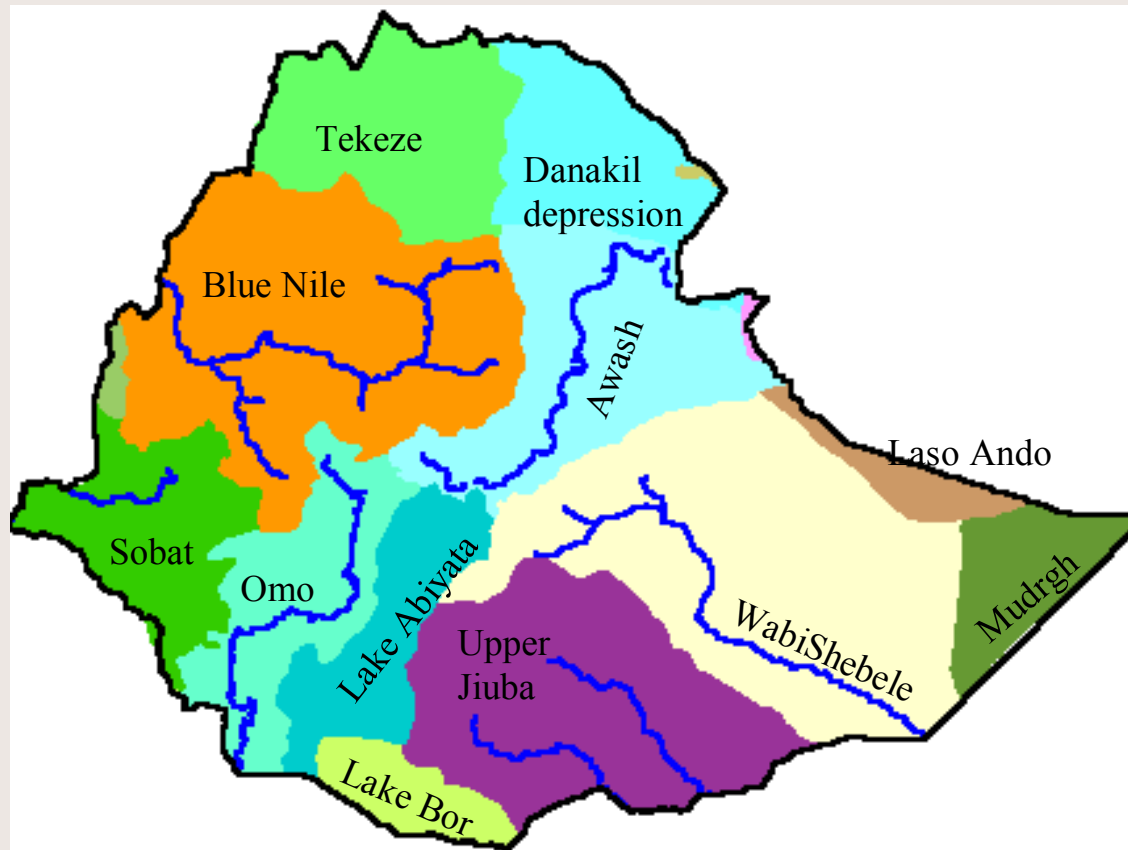 Tekeze
Danakil
depression
Blue Nile
Awash
Laso Ando
Sobat
Omo
Lake Abiyata
Upper
Jiuba
WabiShebele
Mudrgh
Lake Bor